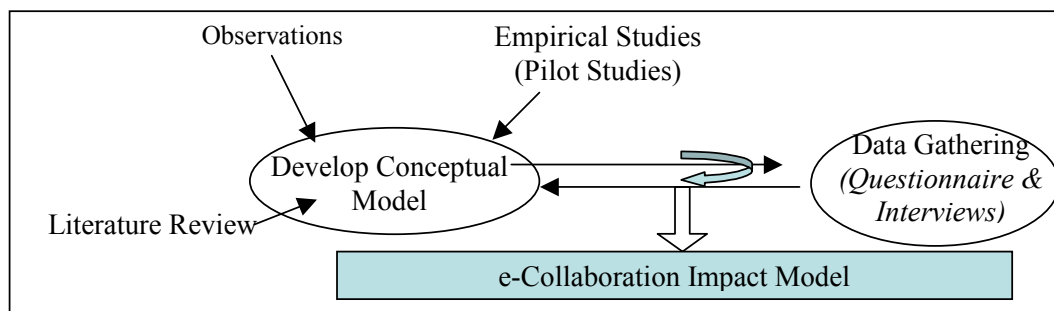 Observations
Empirical Studies
(Pilot Studies)
Develop Conceptual
Model
Literature Review
Data Gathering
(Questionnaire &
Interviews)
e-Collaboration Impact Model